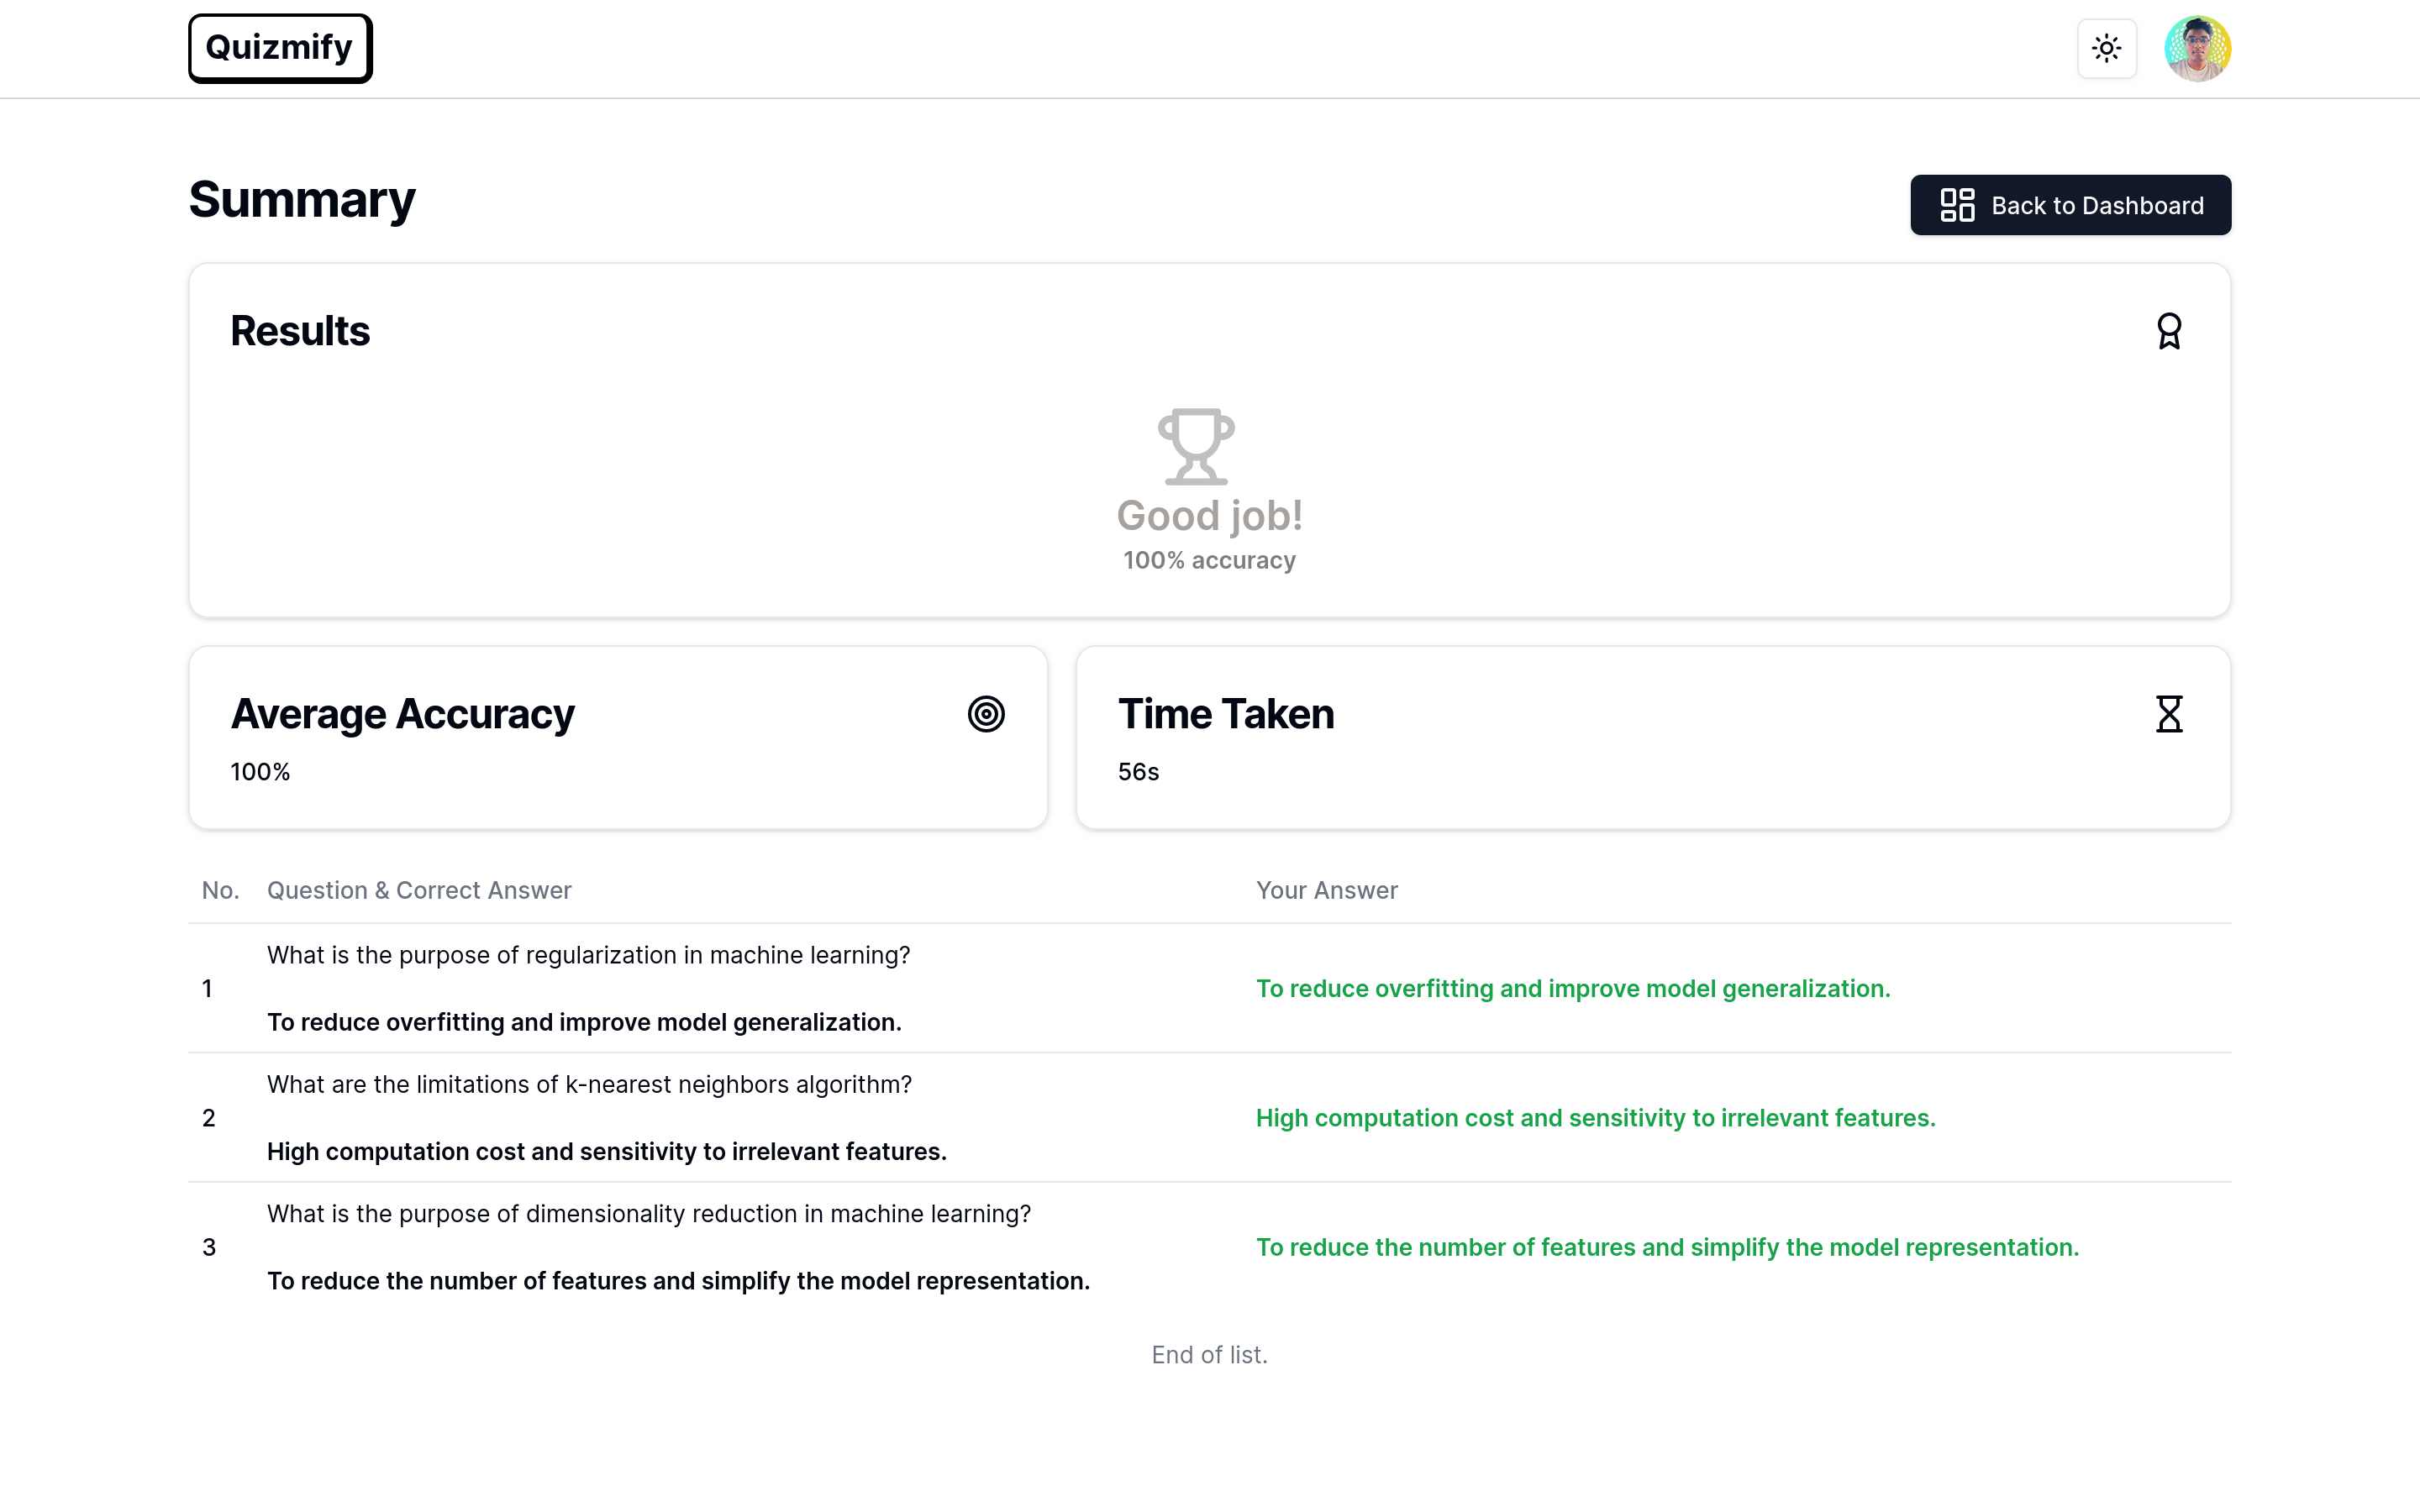 Quizmify
Summary
Back to Dashboard
Results
Good job!
100% accuracy
Average Accuracy
100%
Time Taken
56s
No. Question & Correct Answer Your Answer
What is the purpose of regularization in machine learning?
1 To reduce overfitting and improve model generalization.
To reduce overfitting and improve model generalization.
What are the limitations of k-nearest neighbors algorithm?
2 High computation cost and sensitivity to irrelevant features.
High computation cost and sensitivity to irrelevant features.
What is the purpose of dimensionality reduction in machine learning?
3 To reduce the number of features and simplify the model representation.
To reduce the number of features and simplify the model representation.
End of list.